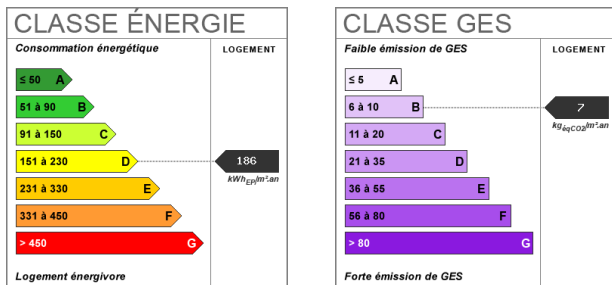 CLASSE ÉNERGIE
Consommation énergétique
LOGEMENT
≤ 50 A
51 à 90 B
91 à 150 C
151 à 230 D
186
kWhEP/m².an
231 à 330 E
331 à 450 F
> 450 G
Logement énergivore
CLASSE GES
Faible émission de GES
LOGEMENT
≤ 5 A
6 à 10 B
7
kgéqCO2/m².an
11 à 20 C
21 à 35 D
36 à 55 E
56 à 80 F
> 80 G
Forte émission de GES